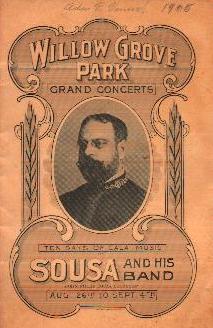 1905
WILLOW GROVE
PARK
GRAND CONCERTS
TEN DAYS OF GALA MUSIC
SOUSA AND HIS
BAND
AUG. 26TH TO SEPT. 4TH